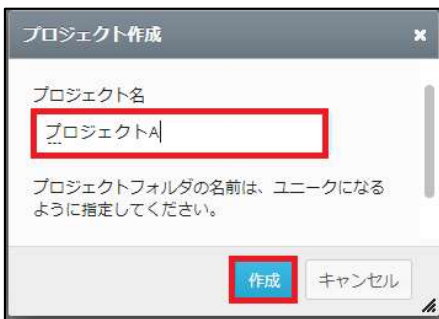 プロジェクト作成
プロジェクト名
プロジェクトA
プロジェクトフォルダの名前は、ユニークになる
ように指定してください。
作成 キャンセル